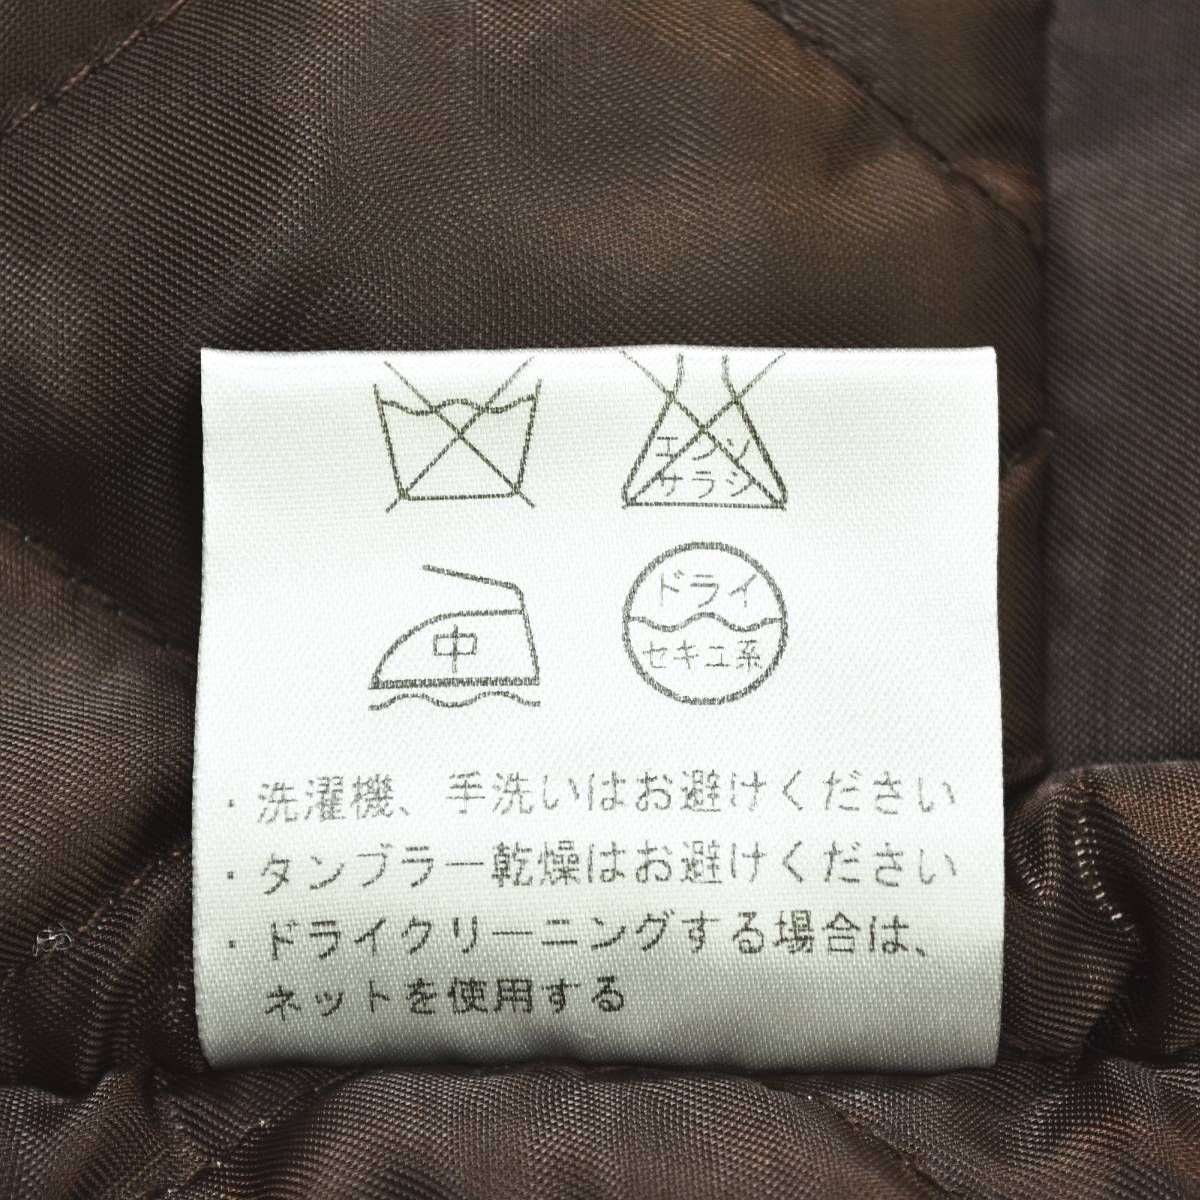 エンソ
サラシ
中
ドライ
セキユ系
・洗濯機、手洗いはお避けください
・タンブラー乾燥はお避けください
・ドライクリーニングする場合は、
ネットを使用する